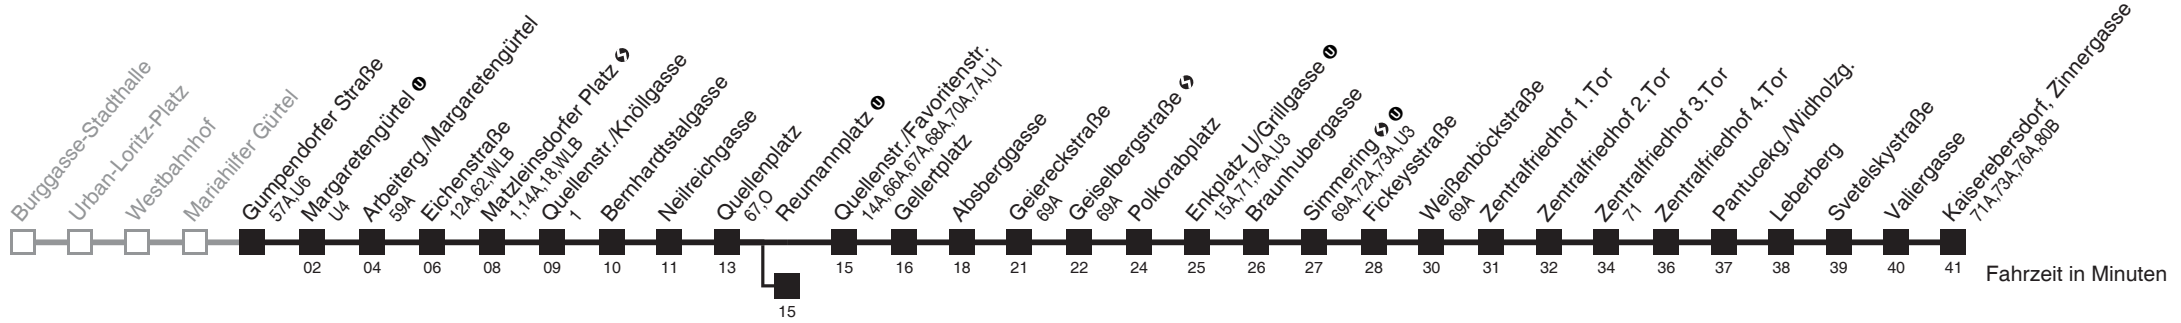 Burggasse-Stadthalle
Urban-Loritz-Platz
Westbahnhof
Mariahilfer Gürtel
Gumpendorfer Straße
57A,U6
Margaretengürtel U
U4
Arbeiterg./Margaretengürtel
59A
Eichenstraße
12A,62,WLB
Matzleinsdorfer Platz S
1,14A,18,WLB
Quellenstr./Knöllgasse
1
Bernhardtstalgasse
Neilreichgasse
Quellenplatz
67,O
Reumannplatz U
Quellenstr./Favoritenstr.
14A,66A,67A,68A,70A,7A,U1
Gellertplatz
Absberggasse
Geiereckstraße
69A
Geiselbergstraße S
69A
Polkorabplatz
Enkplatz U/Grillgasse U
15A,71,76A,U3
Braunhubergasse
Simmering S U
69A,72A,73A,U3
Fickeysstraße
Weißenböckstraße
69A
Zentralfriedhof 1.Tor
Zentralfriedhof 2.Tor
Zentralfriedhof 3.Tor
71
Zentralfriedhof 4.Tor
Pantucekg./Widholzg.
Leberberg
Svetelskystraße
Valiergasse
Kaiserebersdorf, Zinnergasse
71A,73A,76A,80B
02 04 06 08 09 10 11 13 15 16 18 21 22 24 25 26 27 28 30 31 32 34 36 37 38 39 40 41 Fahrzeit in Minuten
15